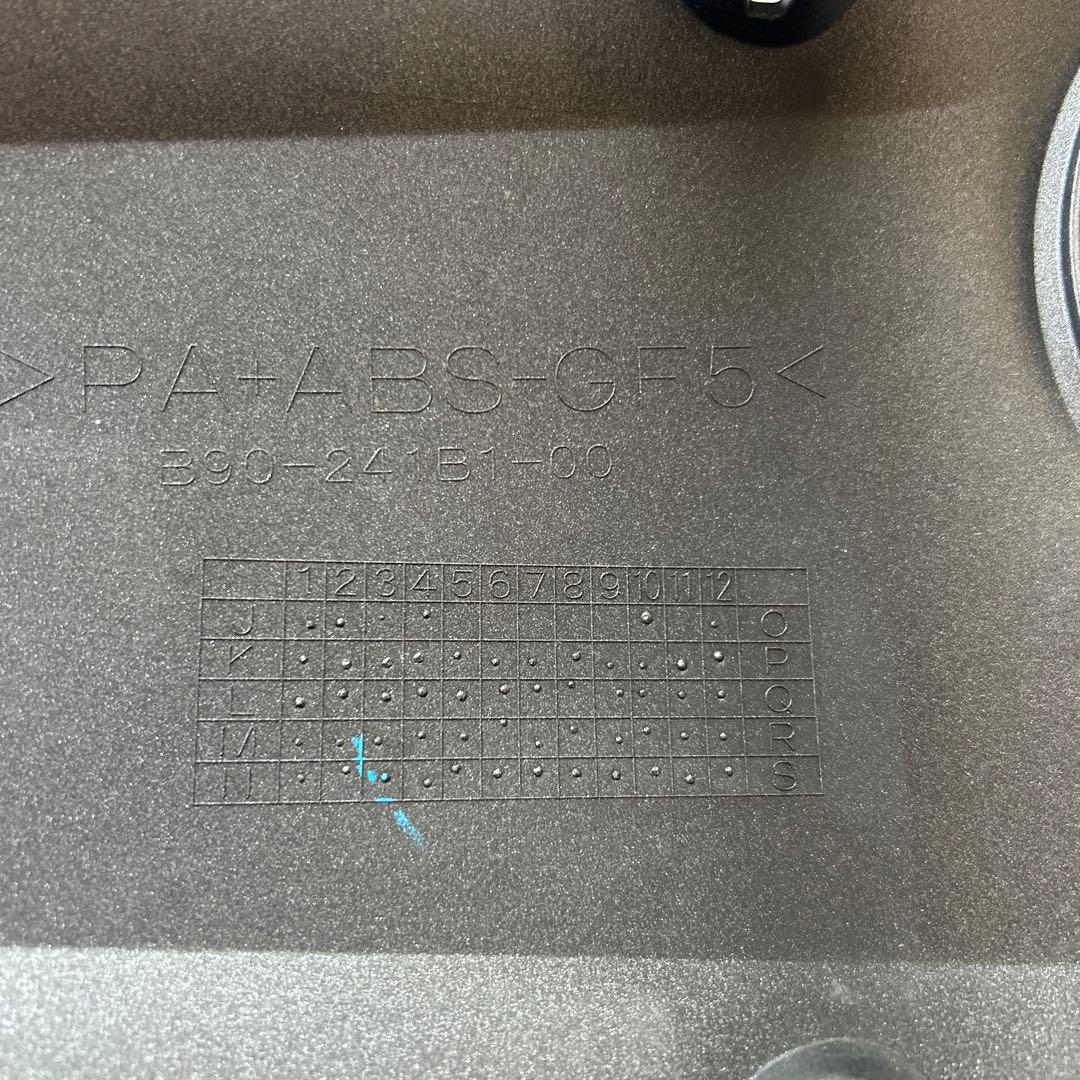 >PA+ABS-GF5<
B90-241B1-00
1 2 3 4 5 6 7 8 9 10 11 12
J O
K P
L Q
M R
N S